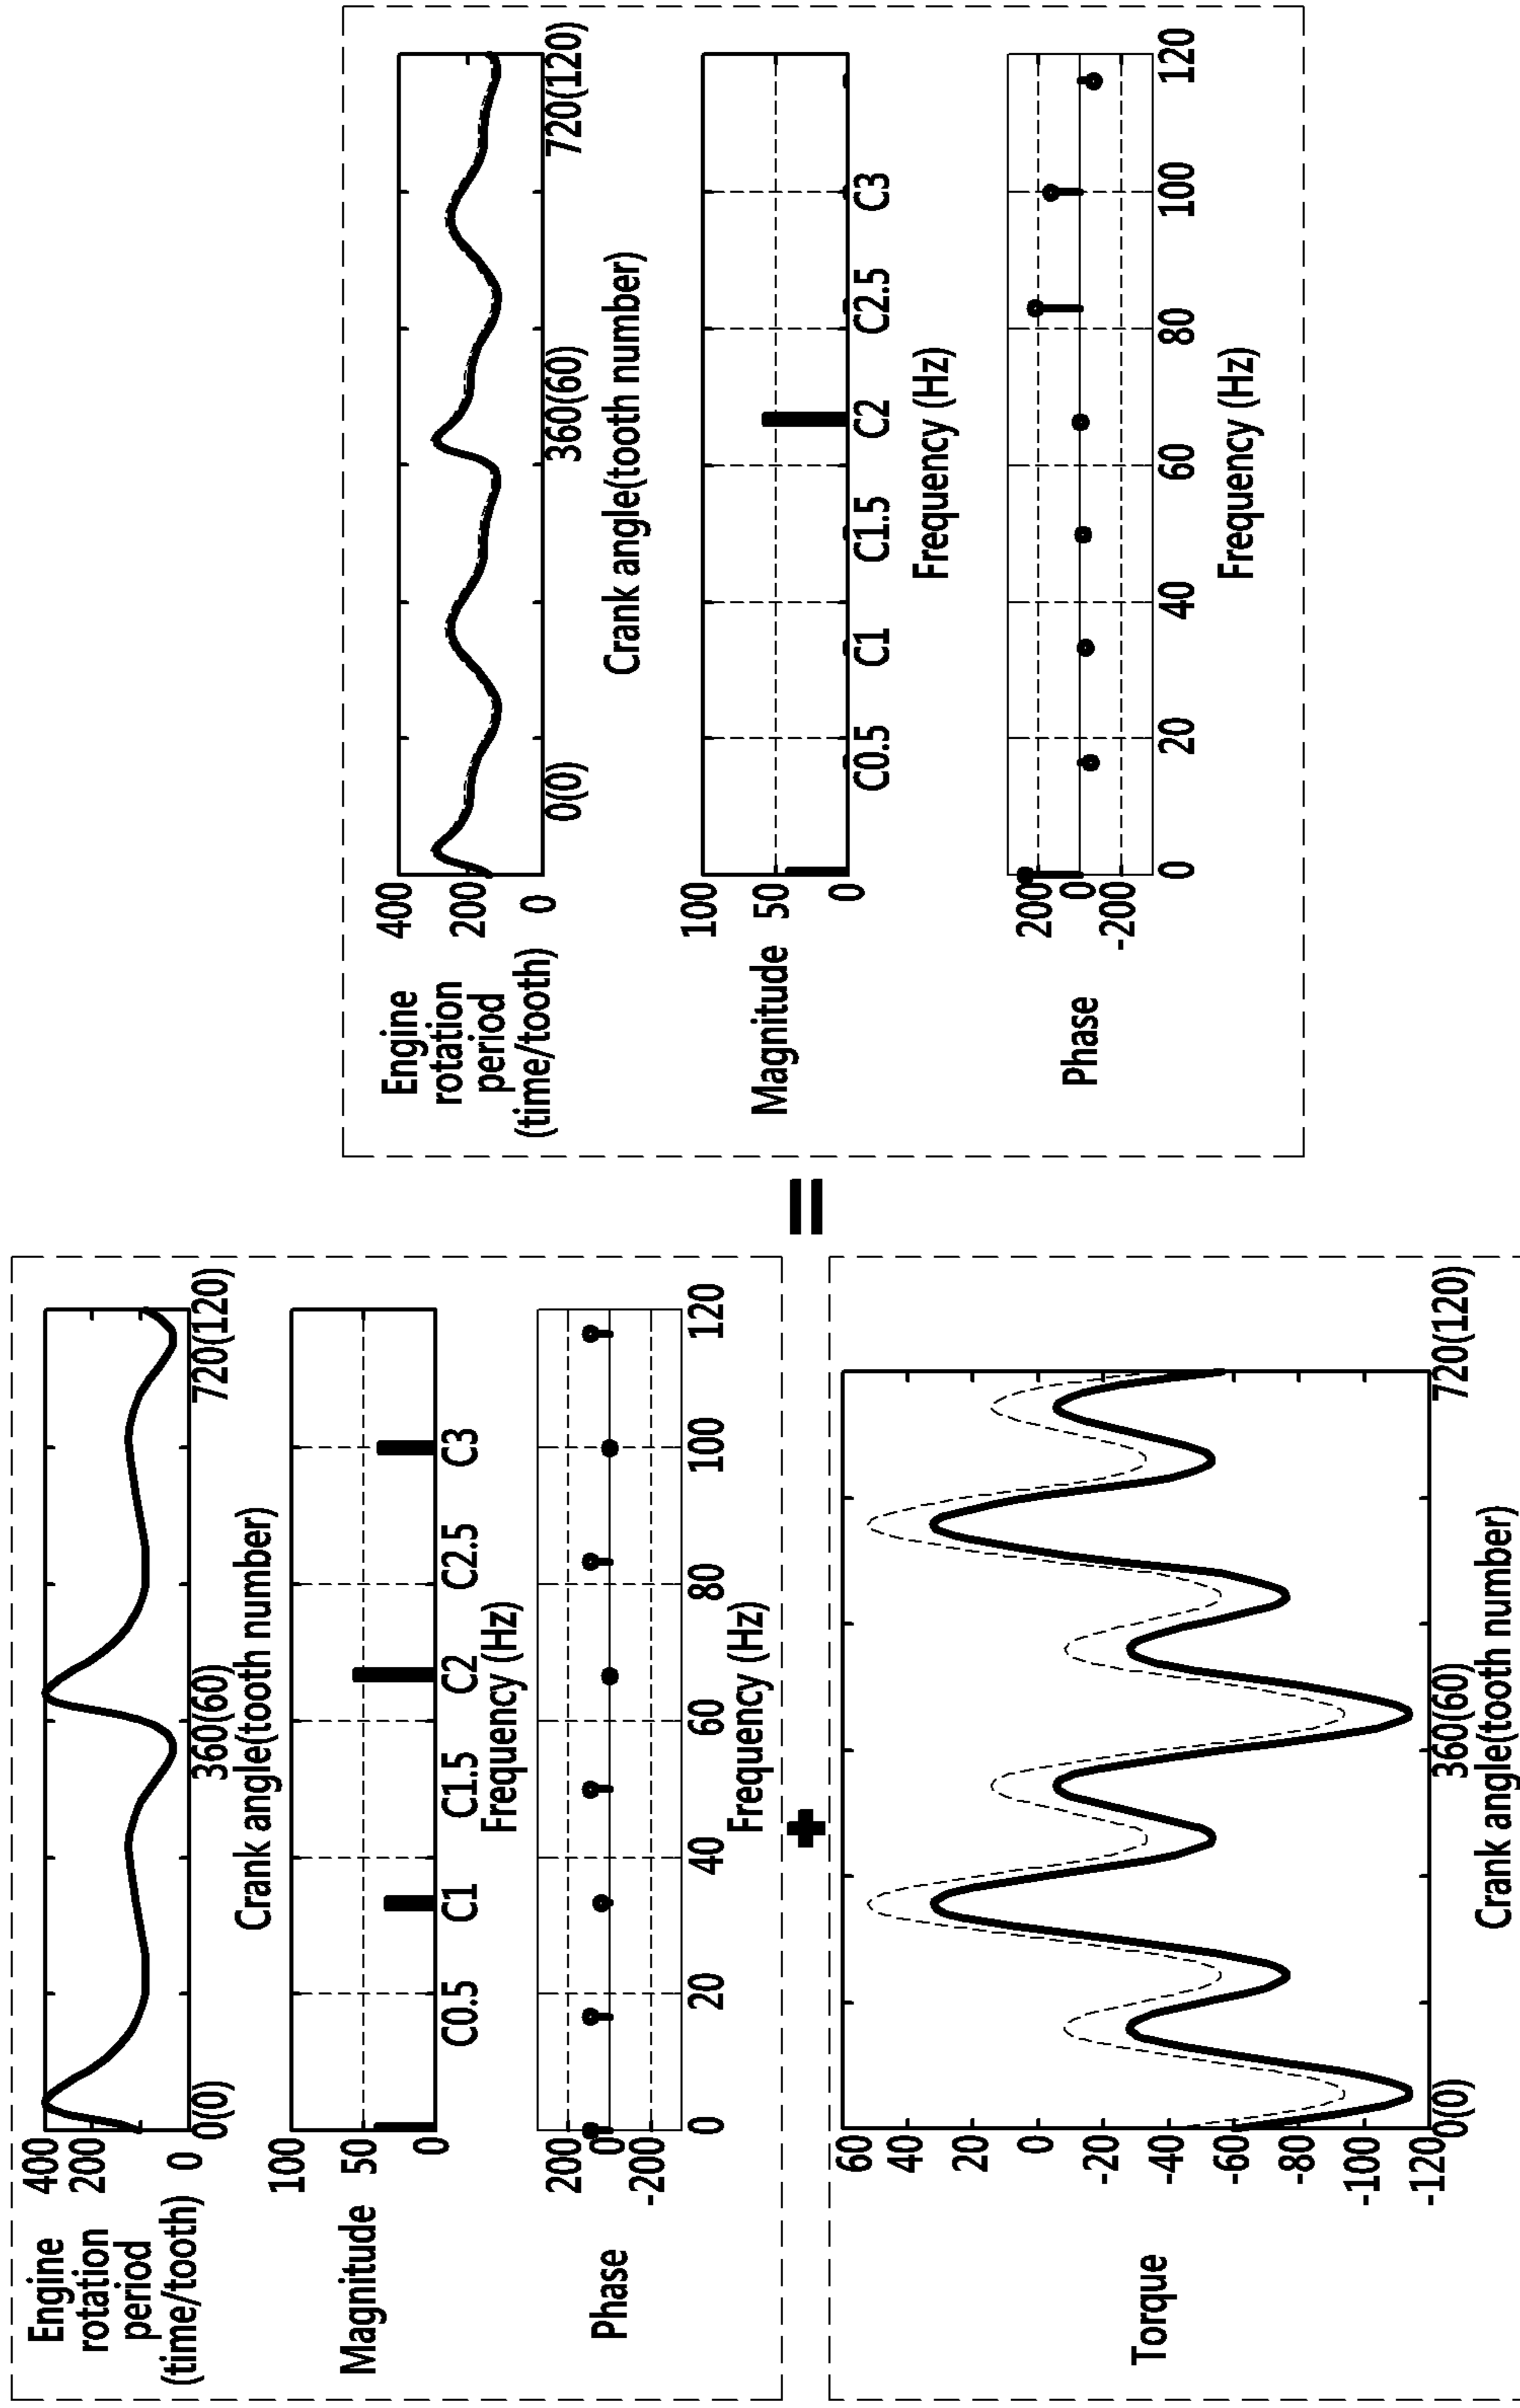 Engine
rotation
period
(time/tooth)
400
200
0
0(0)
360(60)
720(120)
Crank angle(tooth number)
Magnitude
100
50
0
C0.5
C1
C1.5
C2
C2.5
C3
Frequency (Hz)
Phase
200
0
-200
0
20
40
60
80
100
120
Frequency (Hz)
+
Torque
60
40
20
0
-20
-40
-60
-80
-100
-120
0(0)
360(60)
720(120)
Crank angle(tooth number)
=
Engine
rotation
period
(time/tooth)
400
200
0
0(0)
360(60)
720(120)
Crank angle(tooth number)
Magnitude
100
50
0
C0.5
C1
C1.5
C2
C2.5
C3
Frequency (Hz)
Phase
200
0
-200
0
20
40
60
80
100
120
Frequency (Hz)